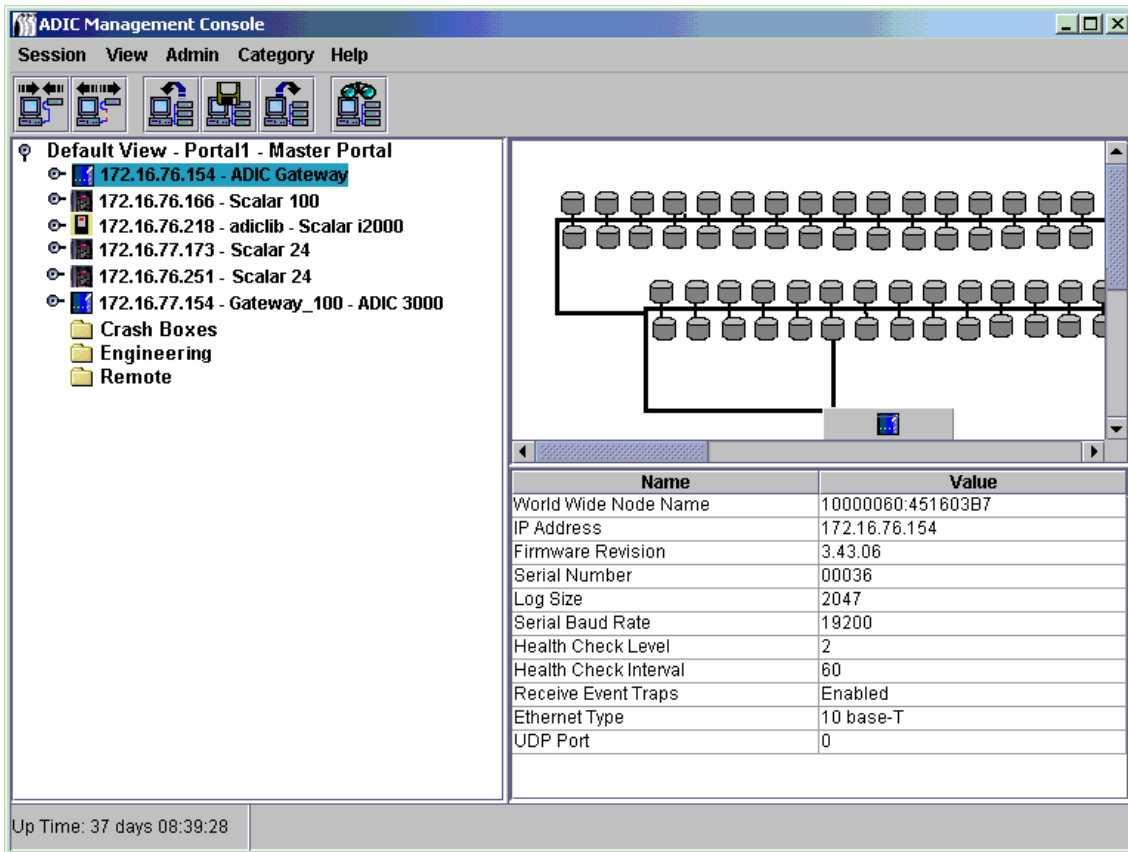 ADIC Management Console
Session View Admin Category Help
Default View - Portal1 - Master Portal
172.16.76.154 - ADIC Gateway
172.16.76.166 - Scalar 100
172.16.76.218 - adiclib - Scalar i2000
172.16.77.173 - Scalar 24
172.16.76.251 - Scalar 24
172.16.77.154 - Gateway_100 - ADIC 3000
Crash Boxes
Engineering
Remote
Name Value
World Wide Node Name 10000060:451603B7
IP Address 172.16.76.154
Firmware Revision 3.43.06
Serial Number 00036
Log Size 2047
Serial Baud Rate 19200
Health Check Level 2
Health Check Interval 60
Receive Event Traps Enabled
Ethernet Type 10 base-T
UDP Port 0
Up Time: 37 days 08:39:28